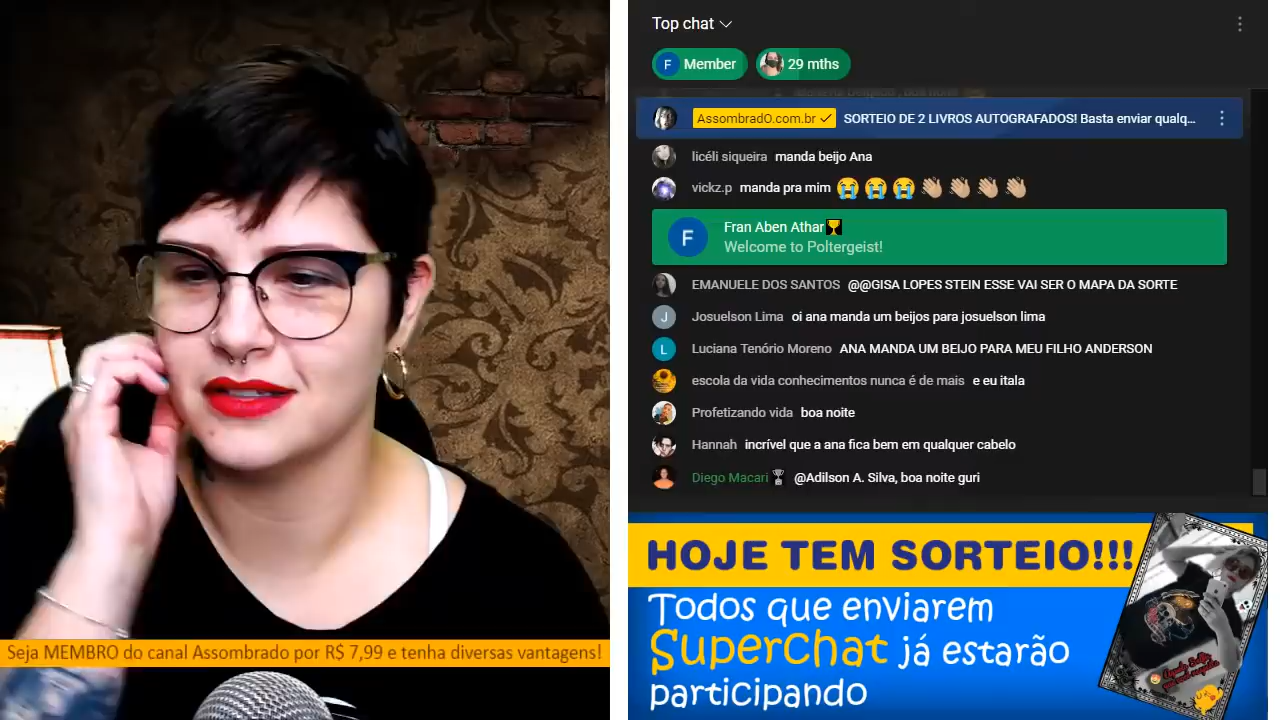 Top chat
F Member
29 mths
AssombradO.com.br SORTEIO DE 2 LIVROS AUTOGRAFADOS! Basta enviar qualq...
licéli siqueira manda beijo Ana
vickz.p manda pra mim 😭😭😭👋🏼👋🏼👋🏼👋🏼
F Fran Aben Athar
Welcome to Poltergeist!
EMANUELE DOS SANTOS @@GISA LOPES STEIN ESSE VAI SER O MAPA DA SORTE
J Josuelson Lima oi ana manda um beijos para josuelson lima
L Luciana Tenório Moreno ANA MANDA UM BEIJO PARA MEU FILHO ANDERSON
escola da vida conhecimentos nunca é de mais e eu itala
Profetizando vida boa noite
Hannah incrível que a ana fica bem em qualquer cabelo
Diego Macari @Adilson A. Silva, boa noite guri
HOJE TEM SORTEIO!!!
Todos que enviarem
Superchat já estarão
participando
Seja MEMBRO do canal Assombrado por R$ 7,99 e tenha diversas vantagens!